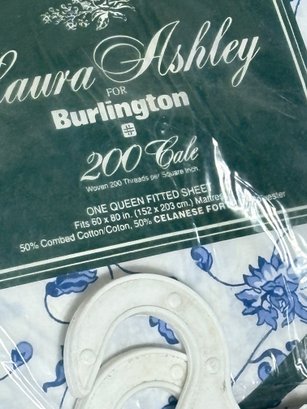 Laura Ashley
FOR
Burlington
200 Cale
Woven 200 Threads per Square Inch
ONE QUEEN FITTED SHEET
Fits 60 x 80 in. (152 x 203 cm.) Mattress
50% Combed Cotton/Coton, 50% CELANESE FOR